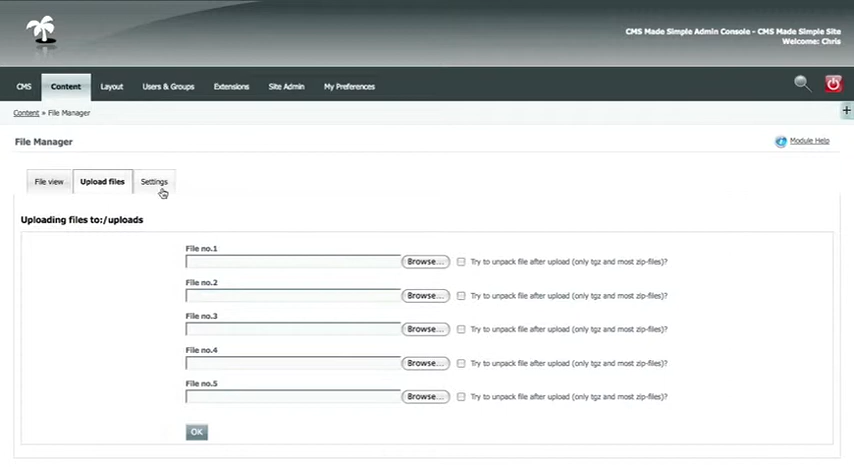 CMS Made Simple Admin Console - CMS Made Simple Site
Welcome: Chris
CMS Content Layout Users & Groups Extensions Site Admin My Preferences
Content » File Manager
File Manager
Module Help
File view Upload files Settings
Uploading files to:/uploads
File no.1
Browse... Try to unpack file after upload (only tgz and most zip-files)?
File no.2
Browse... Try to unpack file after upload (only tgz and most zip-files)?
File no.3
Browse... Try to unpack file after upload (only tgz and most zip-files)?
File no.4
Browse... Try to unpack file after upload (only tgz and most zip-files)?
File no.5
Browse... Try to unpack file after upload (only tgz and most zip-files)?
OK